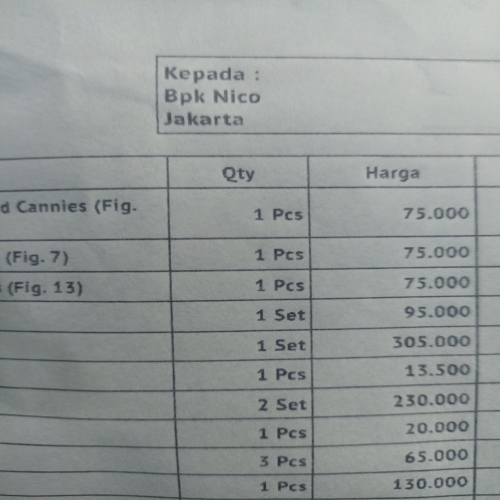 Kepada :
Bpk Nico
Jakarta
Qty Harga
d Cannies (Fig.
1 Pcs 75.000
(Fig. 7) 1 Pcs 75.000
s (Fig. 13) 1 Pcs 75.000
1 Set 95.000
1 Set 305.000
1 Pcs 13.500
2 Set 230.000
1 Pcs 20.000
3 Pcs 65.000
1 Pcs 130.000